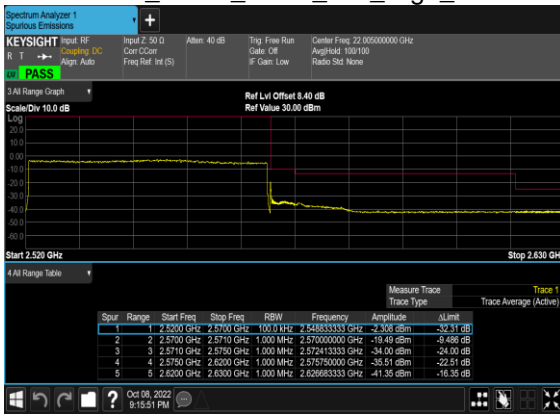 Spectrum Analyzer 1
Spurious Emissions
+
KEYSIGHT Input: RF Input Z: 50 Ω Atten: 40 dB Trig: Free Run Center Freq: 22.005000000 GHz
R T Coupling: DC Corr CCorr Gate: Off Avg|Hold: 100/100
Align: Auto Freq Ref: Int (S) IF Gain: Low Radio Std: None
PASS
3 All Range Graph
Ref Lvl Offset 8.40 dB
Scale/Div 10.0 dB Ref Value 30.00 dBm
Log
20.0
10.0
0.00
-10.0
-20.0
-30.0
-40.0
-50.0
-60.0
Start 2.520 GHz Stop 2.630 GH
4 All Range Table
Measure Trace Trace 1
Trace Type Trace Average (Active)
Spur Range Start Freq Stop Freq RBW Frequency Amplitude ΔLimit
1 1 2.5200 GHz 2.5700 GHz 100.0 kHz 2.548833333 GHz -2.308 dBm -32.31 dB
2 2 2.5700 GHz 2.5710 GHz 1.000 MHz 2.570000000 GHz -19.49 dBm -9.486 dB
3 3 2.5710 GHz 2.5750 GHz 1.000 MHz 2.572413333 GHz -34.00 dBm -24.00 dB
4 4 2.5750 GHz 2.6200 GHz 1.000 MHz 2.575750000 GHz -35.51 dBm -22.51 dB
5 5 2.6200 GHz 2.6300 GHz 1.000 MHz 2.626683333 GHz -41.35 dBm -16.35 dB
? Oct 08, 2022
9:15:51 PM